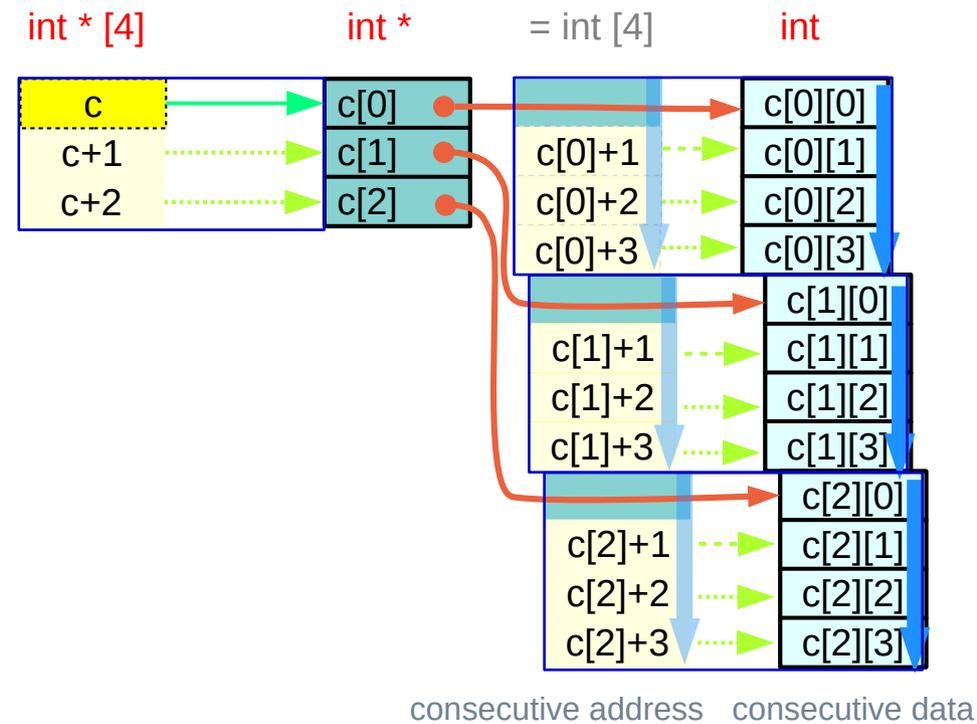 int * [4] int * = int [4] int
c c[0] c[0][0]
c+1 c[1] c[0]+1 c[0][1]
c+2 c[2] c[0]+2 c[0][2]
c[0]+3 c[0][3]
c[1][0]
c[1]+1 c[1][1]
c[1]+2 c[1][2]
c[1]+3 c[1][3]
c[2][0]
c[2]+1 c[2][1]
c[2]+2 c[2][2]
c[2]+3 c[2][3]
consecutive address consecutive data